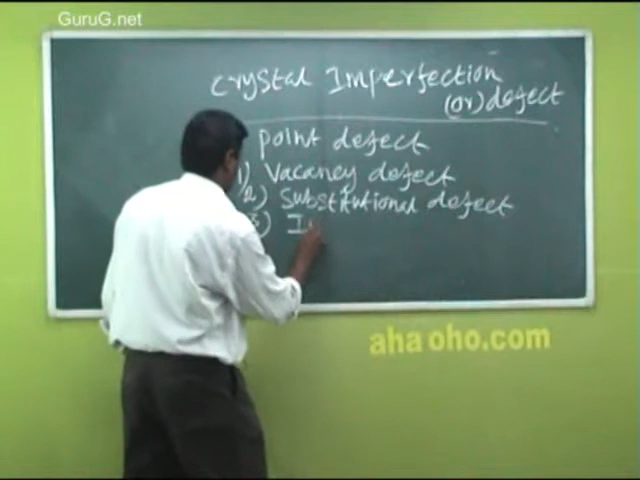 GuruG.net
Crystal Imperfection
(or) defect
Point defect
1) Vacancy defect
2) Substitutional defect
3) I
aha oho.com